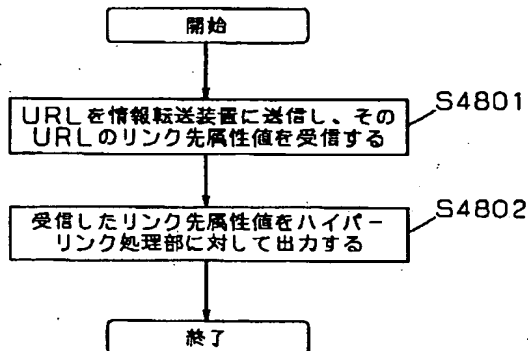 開始
URLを情報転送装置に送信し、その
URLのリンク先属性値を受信する
S4801
受信したリンク先属性値をハイパー
リンク処理部に対して出力する
S4802
終了